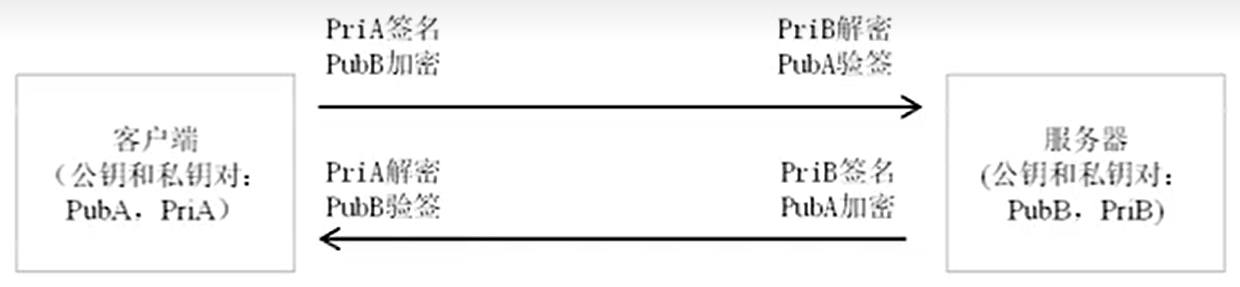 PriA签名
PubB加密
PriB解密
PubA验签
客户端
（公钥和私钥对：
PubA，PriA）
PriA解密
PubB验签
PriB签名
PubA加密
服务器
(公钥和私钥对：
PubB，PriB)